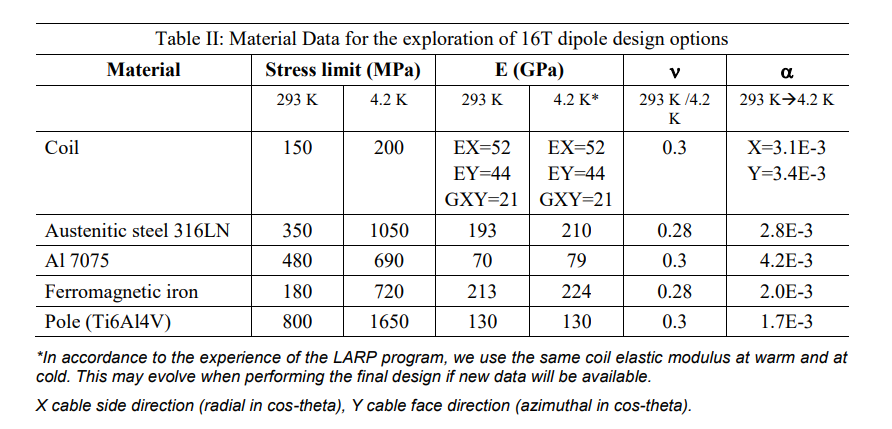 Table II: Material Data for the exploration of 16T dipole design options
Material Stress limit (MPa) E (GPa) ν α
293 K 4.2 K 293 K 4.2 K* 293 K /4.2 K 293 K→4.2 K
Coil 150 200 EX=52 EX=52 0.3 X=3.1E-3
EY=44 EY=44 Y=3.4E-3
GXY=21 GXY=21
Austenitic steel 316LN 350 1050 193 210 0.28 2.8E-3
Al 7075 480 690 70 79 0.3 4.2E-3
Ferromagnetic iron 180 720 213 224 0.28 2.0E-3
Pole (Ti6Al4V) 800 1650 130 130 0.3 1.7E-3
*In accordance to the experience of the LARP program, we use the same coil elastic modulus at warm and at
cold. This may evolve when performing the final design if new data will be available.
X cable side direction (radial in cos-theta), Y cable face direction (azimuthal in cos-theta).